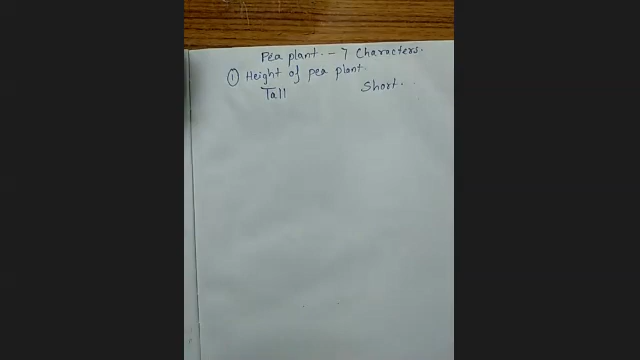 Pea plant. - 7 Characters.
① Height of pea plant.
Tall Short.